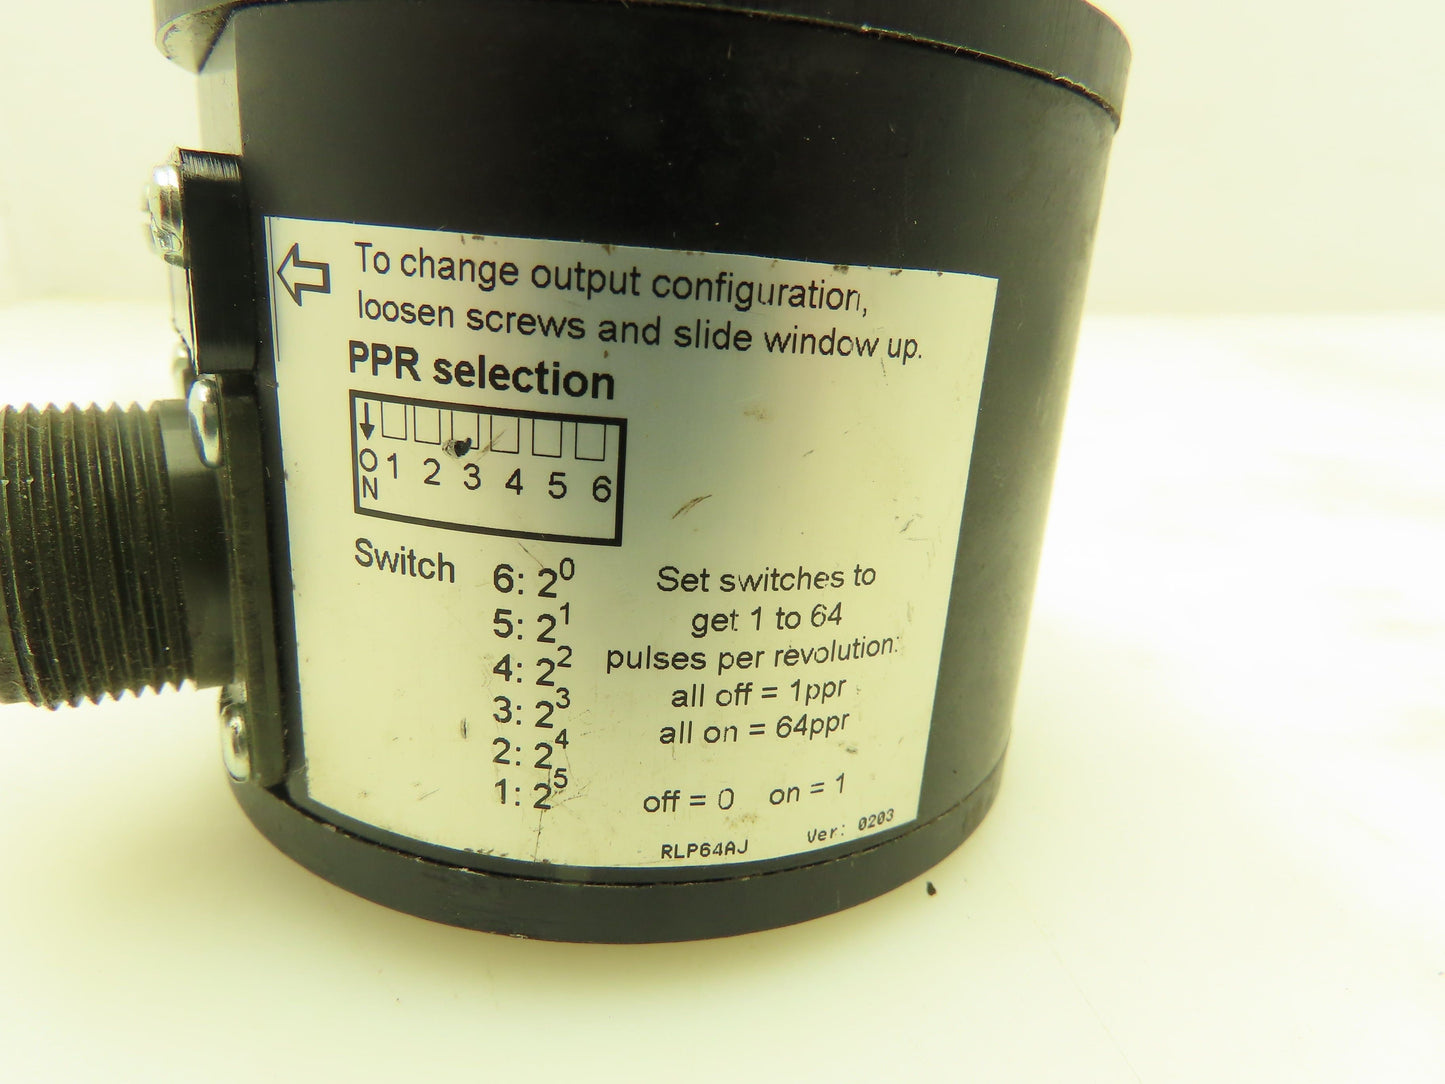 To change output configuration,
loosen screws and slide window up.
PPR selection
ON 1 2 3 4 5 6
Switch 6: 2⁰
5: 2¹
4: 2²
3: 2³
2: 2⁴
1: 2⁵
Set switches to
get 1 to 64
pulses per revolution:
all off = 1ppr
all on = 64ppr
off = 0 on = 1
RLP64AJ Ver: 0203